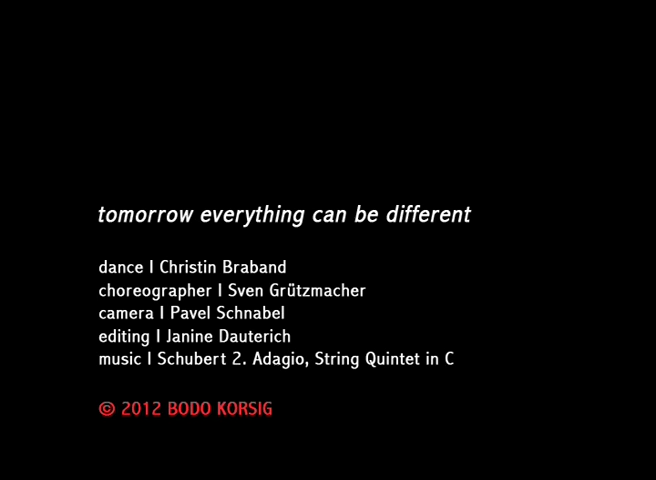 tomorrow everything can be different
dance I Christin Braband
choreographer I Sven Grützmacher
camera I Pavel Schnabel
editing I Janine Dauterich
music I Schubert 2. Adagio, String Quintet in C
© 2012 BODO KORSIG